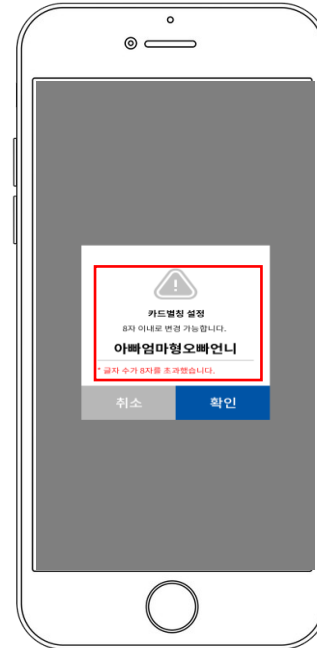 카드별칭 설정
8자 이내로 변경 가능합니다.
아빠엄마형오빠언니
* 글자 수가 8자를 초과했습니다.
취소 확인